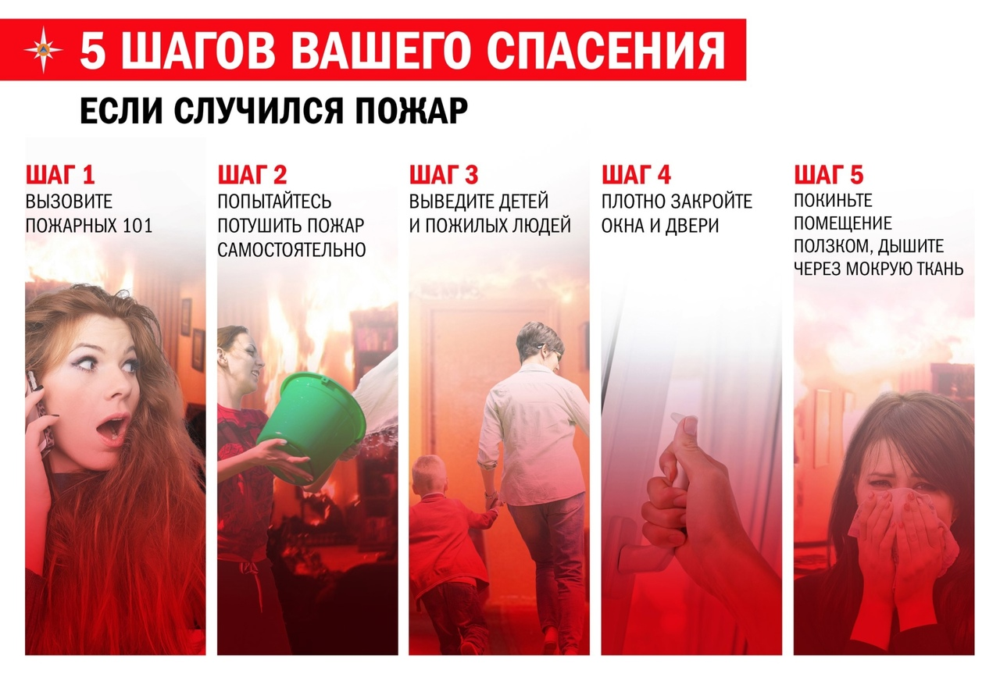 5 ШАГОВ ВАШЕГО СПАСЕНИЯ
ЕСЛИ СЛУЧИЛСЯ ПОЖАР
ШАГ 1
ВЫЗОВИТЕ
ПОЖАРНЫХ 101
ШАГ 2
ПОПЫТАЙТЕСЬ
ПОТУШИТЬ ПОЖАР
САМОСТОЯТЕЛЬНО
ШАГ 3
ВЫВЕДИТЕ ДЕТЕЙ
И ПОЖИЛЫХ ЛЮДЕЙ
ШАГ 4
ПЛОТНО ЗАКРОЙТЕ
ОКНА И ДВЕРИ
ШАГ 5
ПОКИНЬТЕ
ПОМЕЩЕНИЕ
ПОЛЗКОМ, ДЫШИТЕ
ЧЕРЕЗ МОКРУЮ ТКАНЬ